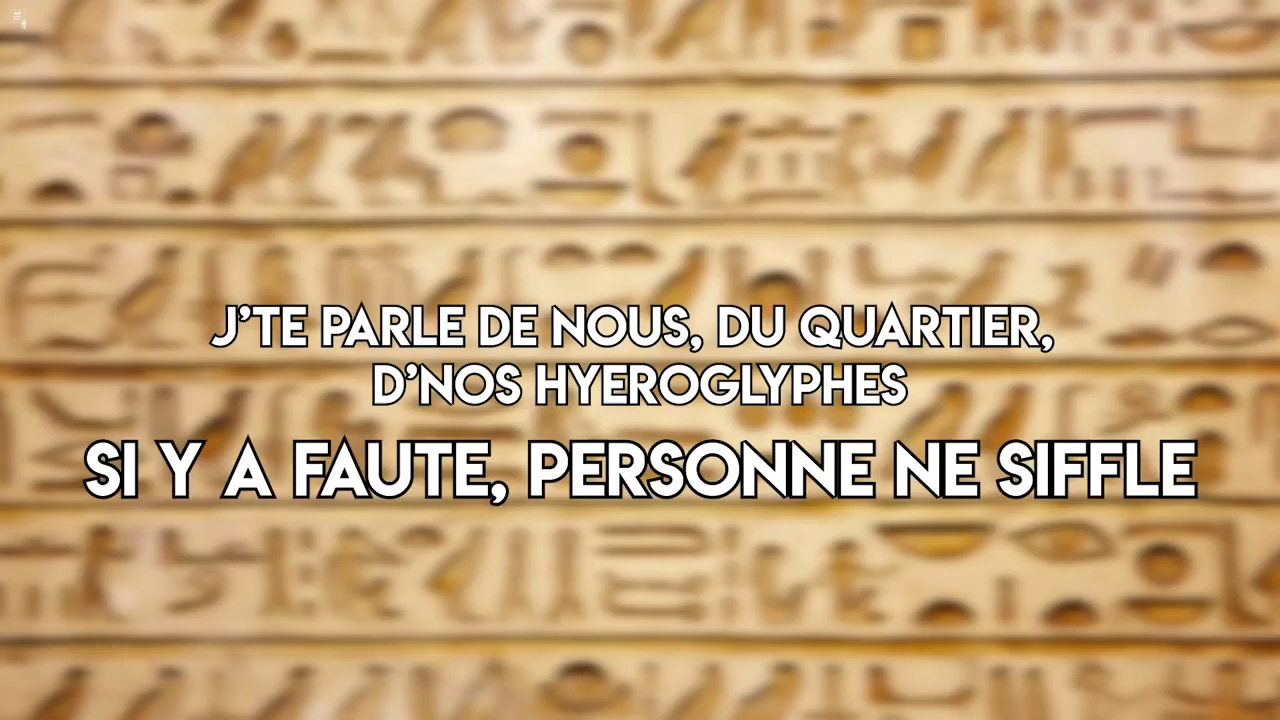 J'TE PARLE DE NOUS, DU QUARTIER,
D'NOS HYEROGLYPHES
SI Y A FAUTE, PERSONNE NE SIFFLE